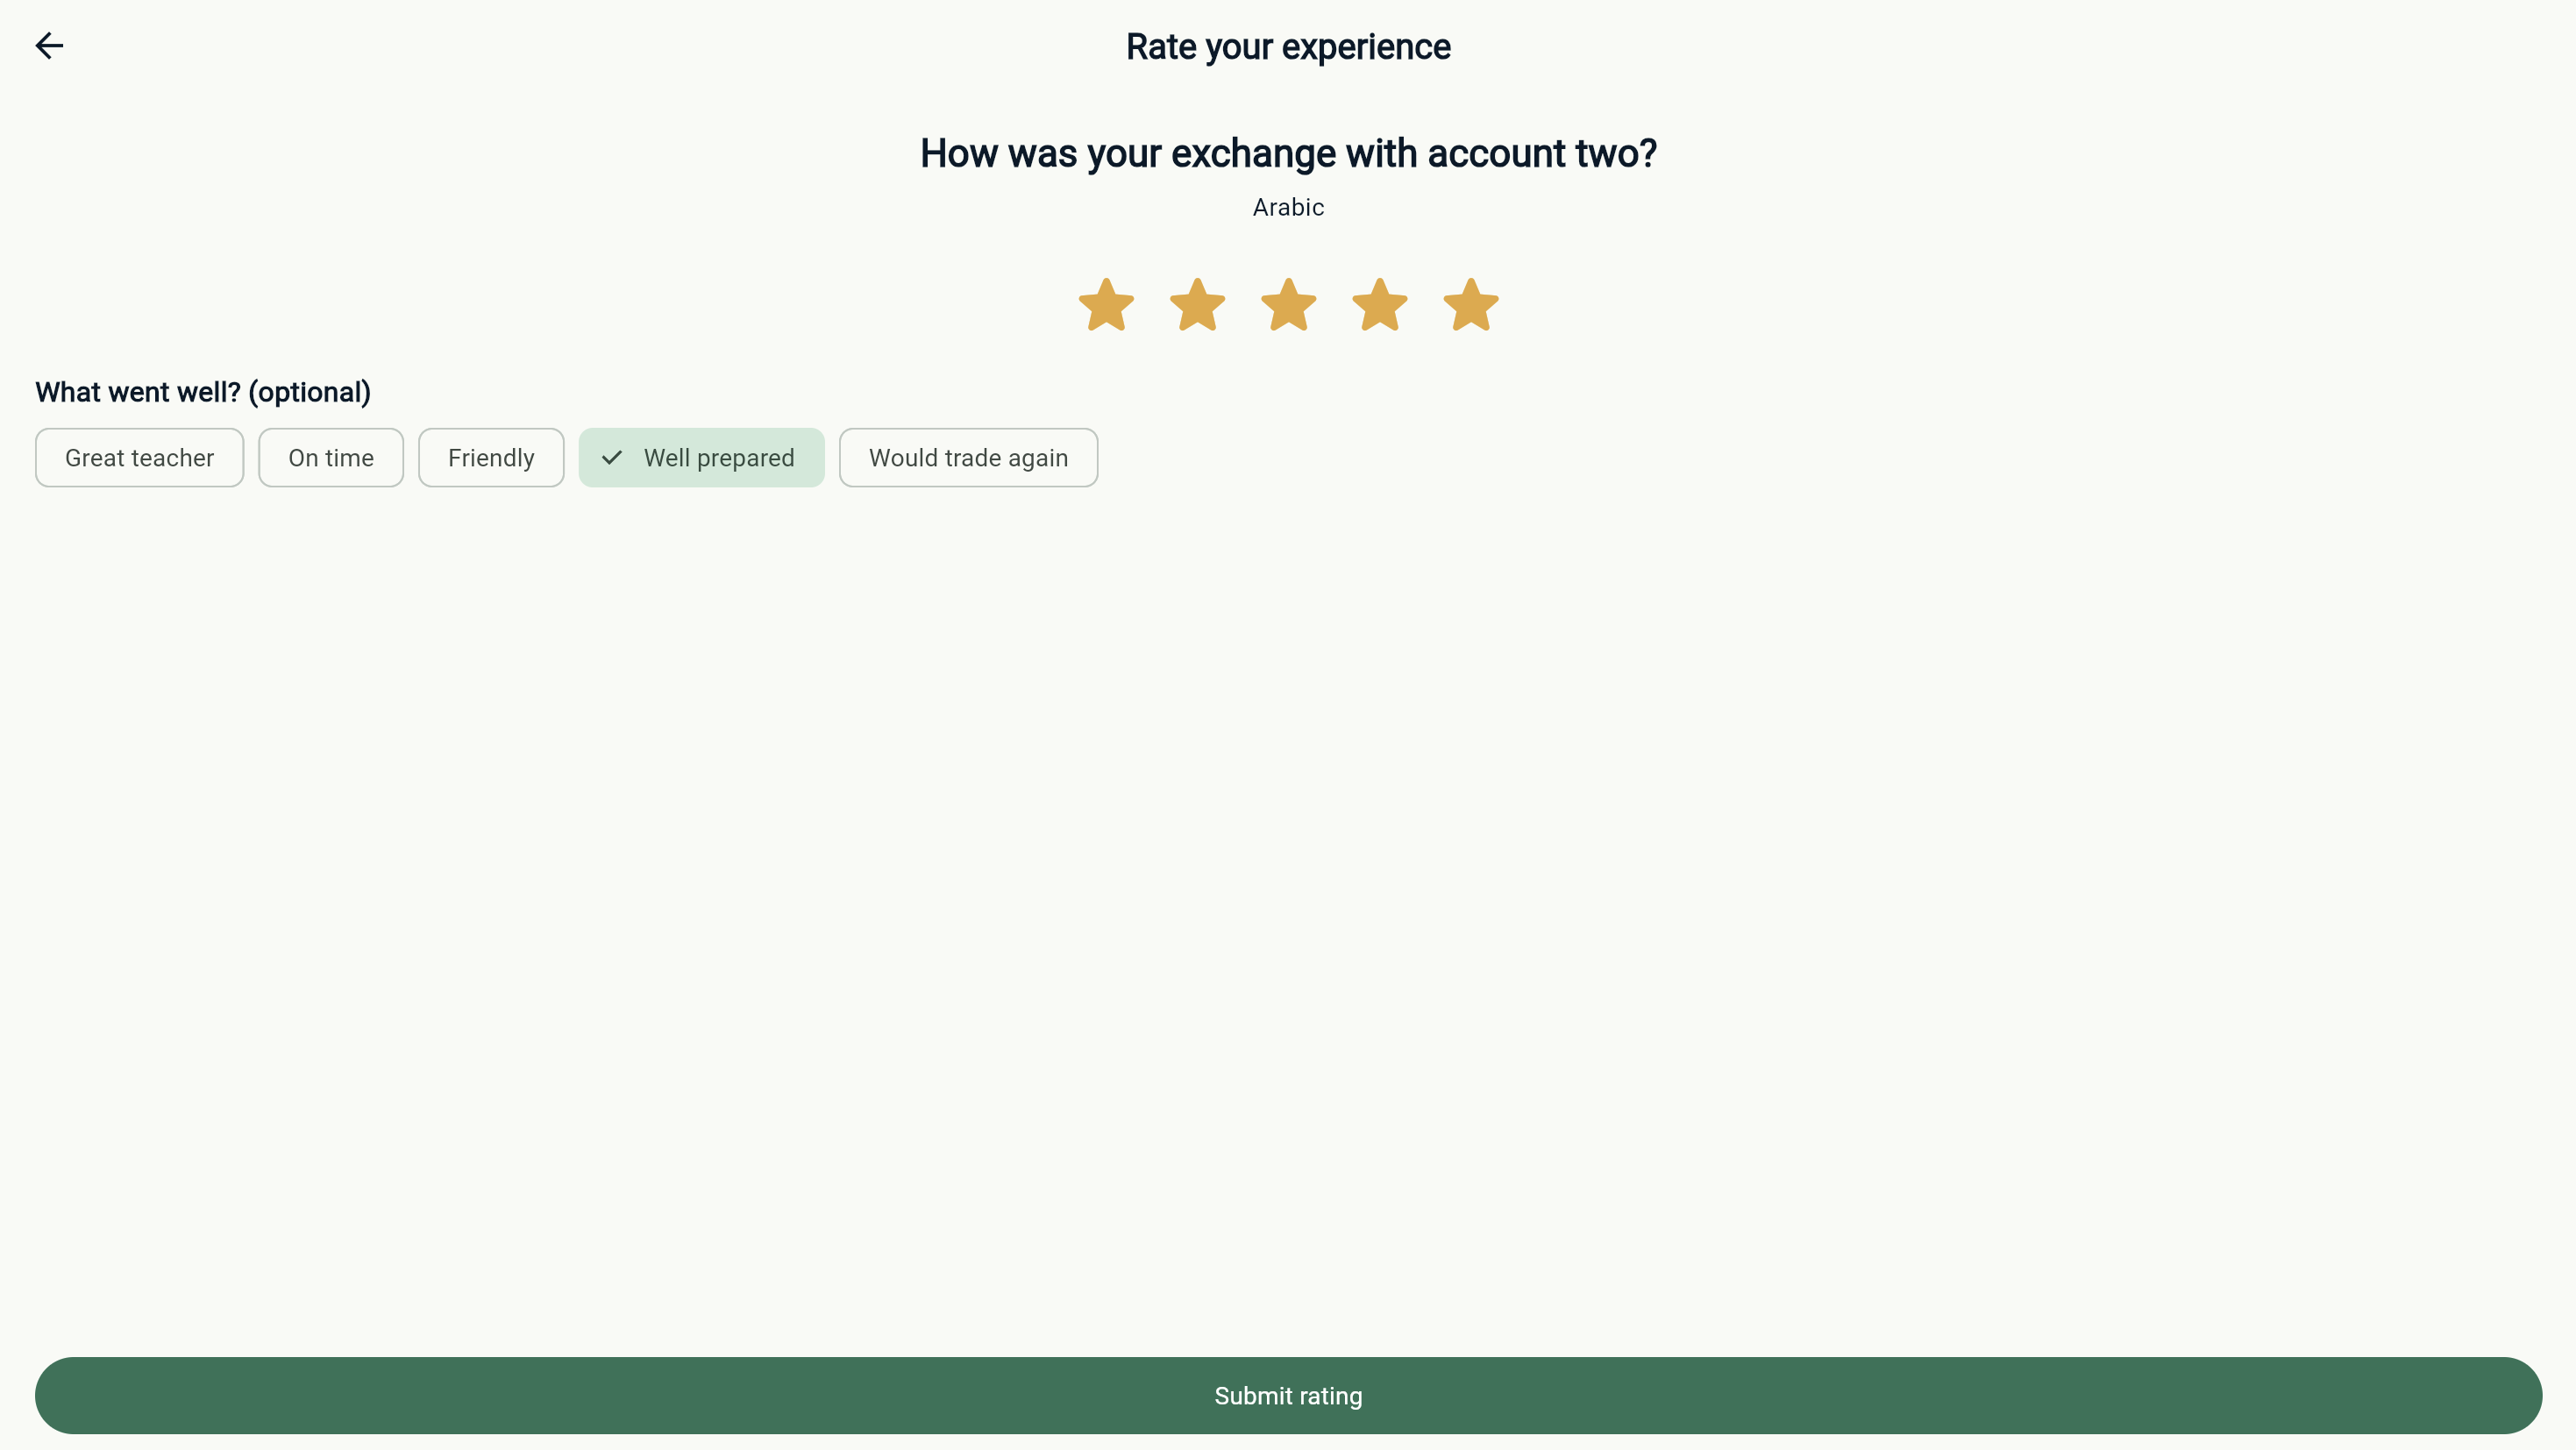 Rate your experience
How was your exchange with account two?
Arabic
What went well? (optional)
Great teacher On time Friendly Well prepared Would trade again
Submit rating